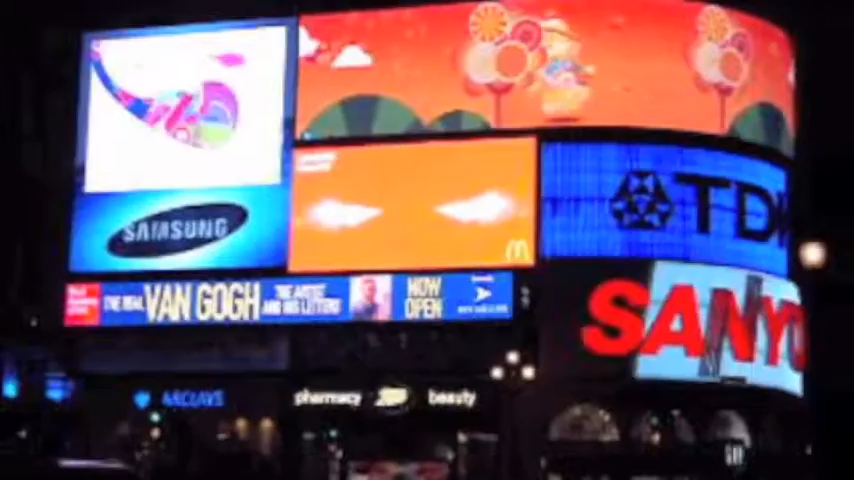 SAMSUNG
TDK
SANYO
THE REAL VAN GOGH THE ARTIST AND HIS LETTERS NOW OPEN
pharmacy beauty